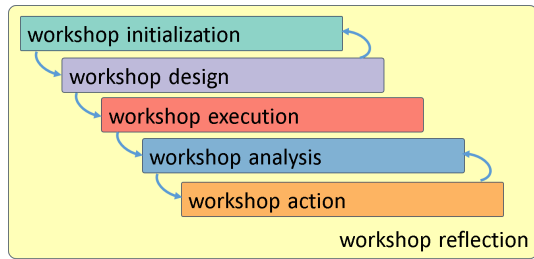 workshop initialization
workshop design
workshop execution
workshop analysis
workshop action
workshop reflection